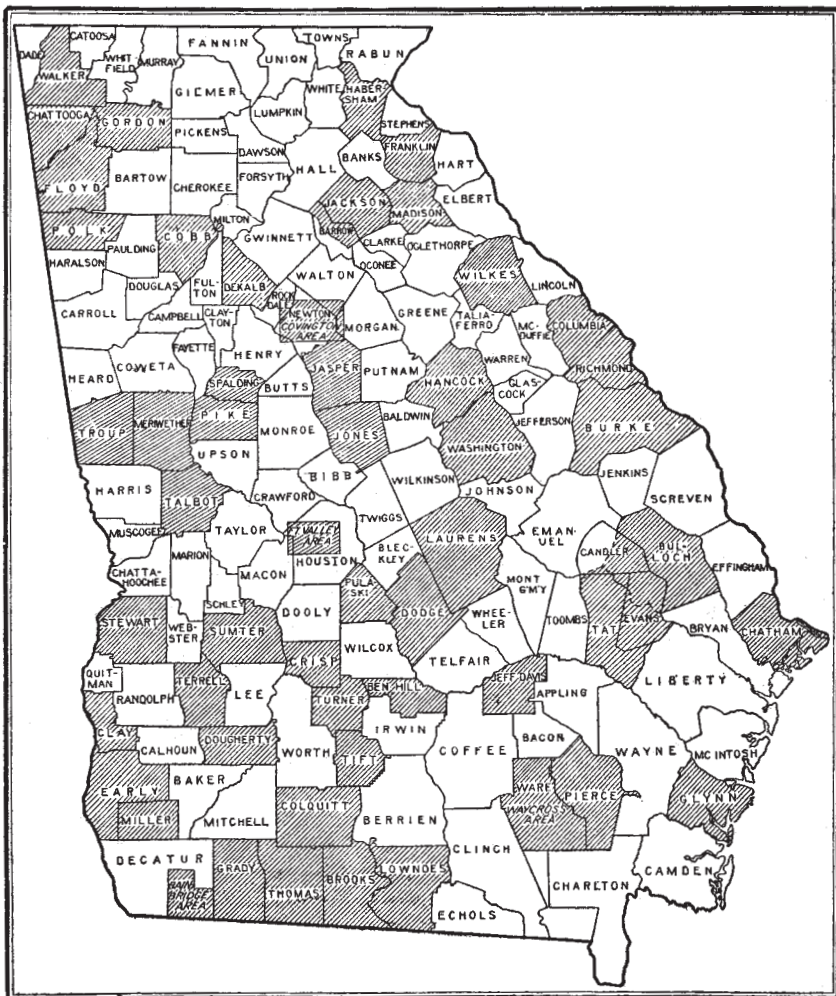 CATOOSA
FANNIN
TOWNS
UNION
RABUN
DADE
WHIT-
FIELD
MURRAY
WALKER
GILMER
WHITE
HABER-
SHAM
LUMPKIN
CHATTOOGA
GORDON
PICKENS
STEPHENS
DAWSON
BANKS
FRANKLIN
HART
HALL
FLOYD
BARTOW
CHEROKEE
FORSYTH
JACKSON
MADISON
ELBERT
MILTON
POLK
PAULDING
COBB
GWINNETT
BARROW
CLARKE
OGLETHORPE
OCONEE
HARALSON
WALTON
WILKES
LINCOLN
DOUGLAS
FUL-
TON
DEKALB
ROCK
DALE
NEWTON
COVINGTON
AREA
MORGAN
GREENE
TALIA-
FERRO
MC-
DUFFIE
COLUMBIA
CARROLL
CAMPBELL
CLAY-
TON
FAYETTE
HENRY
WARREN
RICHMOND
HEARD
COWETA
SPALDING
BUTTS
JASPER
PUTNAM
HANCOCK
GLAS-
COCK
TROUP
MERIWETHER
PIKE
MONROE
JONES
BALDWIN
JEFFERSON
BURKE
UPSON
WASHINGTON
HARRIS
TALBOT
BIBB
WILKINSON
JENKINS
CRAWFORD
JOHNSON
SCREVEN
MUSCOGEE
TAYLOR
TWIGGS
FT VALLEY
AREA
LAURENS
EMAN-
UEL
MARION
BLECK-
LEY
CANDLER
BUL-
LOCH
CHATTA-
HOOCHEE
MACON
HOUSTON
EFFINGHAM
SCHLEY
PULA-
SKI
MONT
G'M'Y
STEWART
WEB-
STER
SUMTER
DOOLY
DODGE
WHEE-
LER
TOOMBS
TAT
EVANS
BRYAN
CHATHAM
WILCOX
TELFAIR
QUIT-
MAN
RANDOLPH
TERRELL
LEE
CRISP
BEN HILL
JEFF DAVIS
APPLING
LIBERTY
TURNER
CLAY
CALHOUN
DOUGHERTY
WORTH
IRWIN
COFFEE
BACON
WAYNE
MC INTOSH
TIFT
EARLY
BAKER
WARE
WAYCROSS
AREA
PIERCE
GLYNN
MILLER
MITCHELL
COLQUITT
BERRIEN
CLINCH
DECATUR
GRADY
THOMAS
BROOKS
LOWNDES
CHARLTON
CAMDEN
BAIN
BRIDGE
AREA
ECHOLS